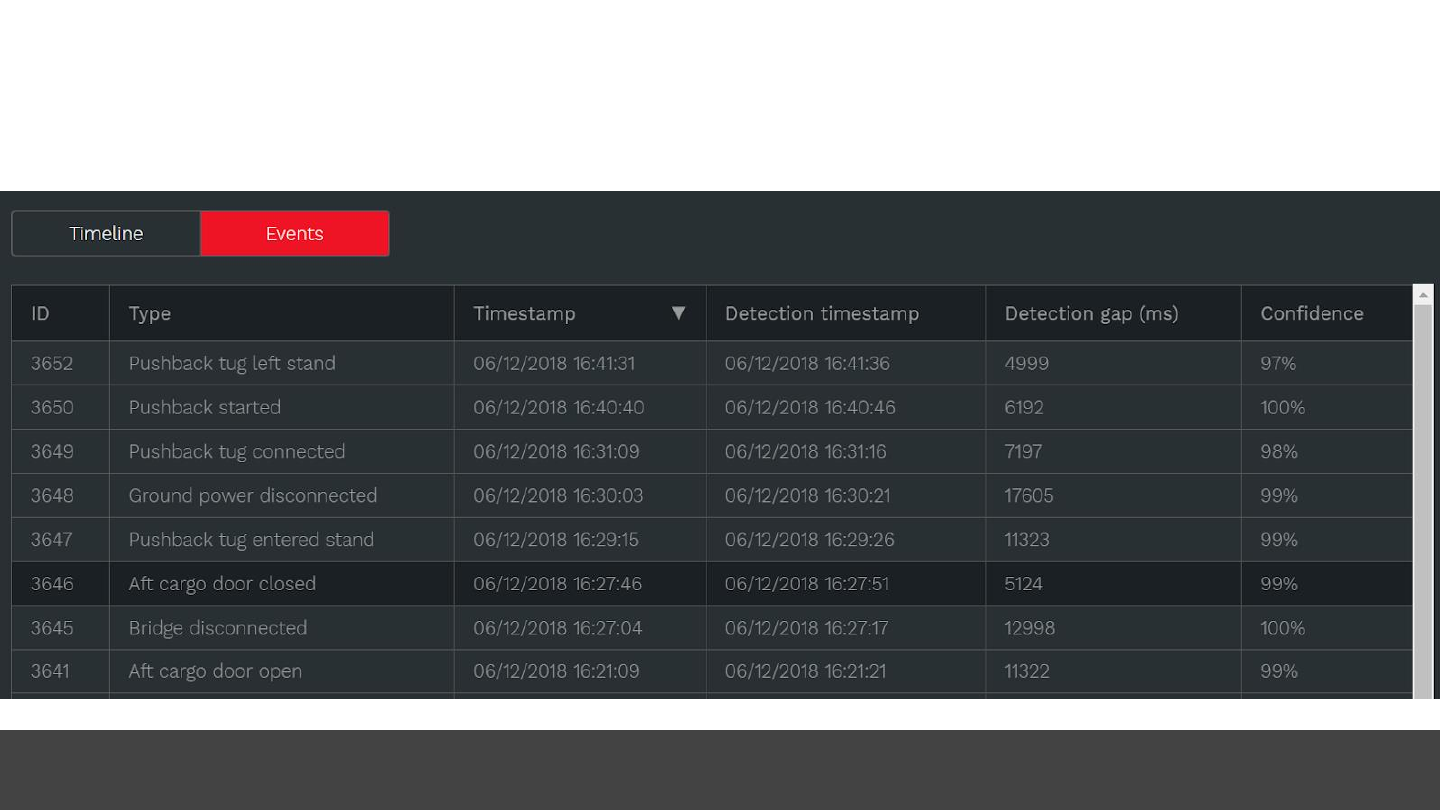 Timeline Events
ID Type Timestamp ▼ Detection timestamp Detection gap (ms) Confidence
3652 Pushback tug left stand 06/12/2018 16:41:31 06/12/2018 16:41:36 4999 97%
3650 Pushback started 06/12/2018 16:40:40 06/12/2018 16:40:46 6192 100%
3649 Pushback tug connected 06/12/2018 16:31:09 06/12/2018 16:31:16 7197 98%
3648 Ground power disconnected 06/12/2018 16:30:03 06/12/2018 16:30:21 17605 99%
3647 Pushback tug entered stand 06/12/2018 16:29:15 06/12/2018 16:29:26 11323 99%
3646 Aft cargo door closed 06/12/2018 16:27:46 06/12/2018 16:27:51 5124 99%
3645 Bridge disconnected 06/12/2018 16:27:04 06/12/2018 16:27:17 12998 100%
3641 Aft cargo door open 06/12/2018 16:21:09 06/12/2018 16:21:21 11322 99%